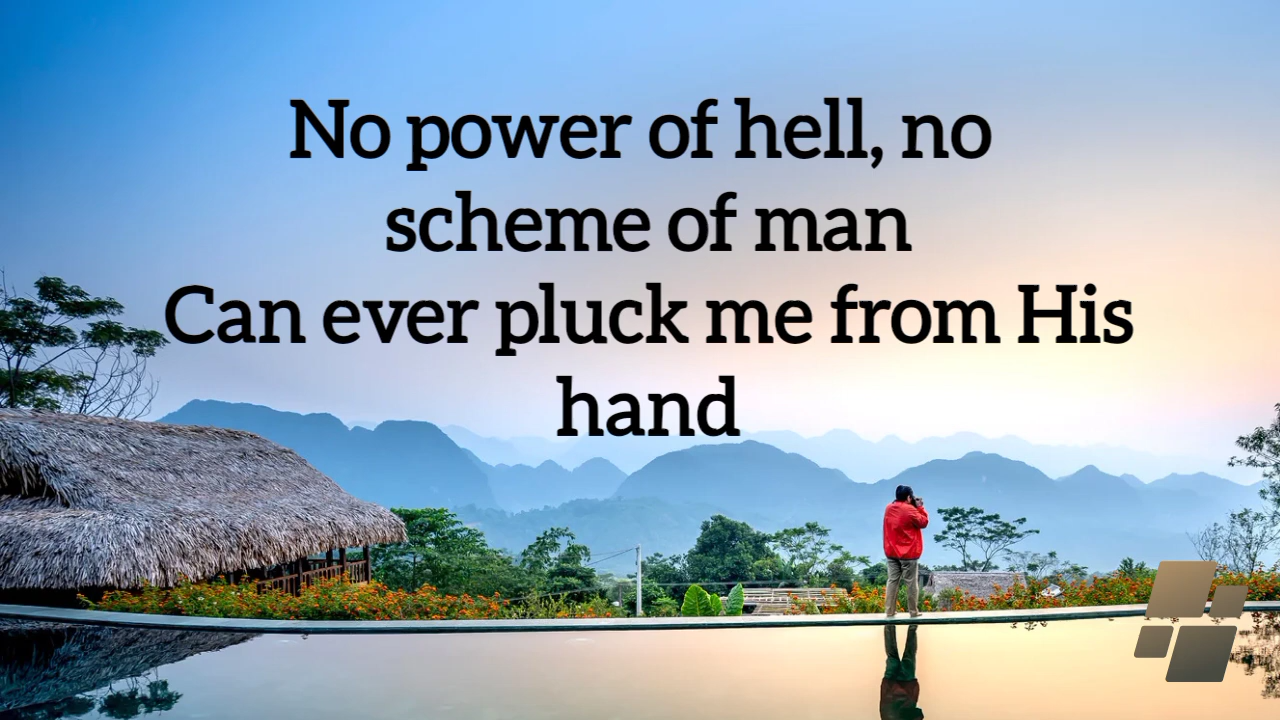 No power of hell, no
scheme of man
Can ever pluck me from His
hand